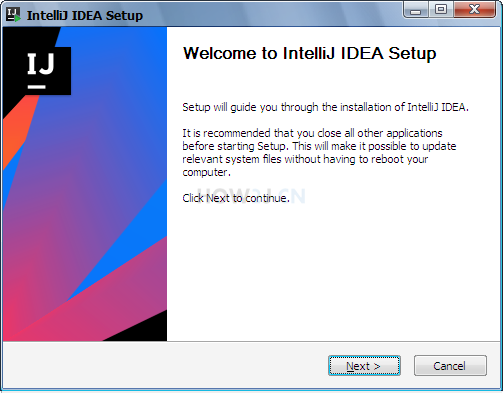 IntelliJ IDEA Setup
IJ
Welcome to IntelliJ IDEA Setup
Setup will guide you through the installation of IntelliJ IDEA.
It is recommended that you close all other applications
before starting Setup. This will make it possible to update
relevant system files without having to reboot your
computer.
HOW2J.CN
Click Next to continue.
Next >
Cancel